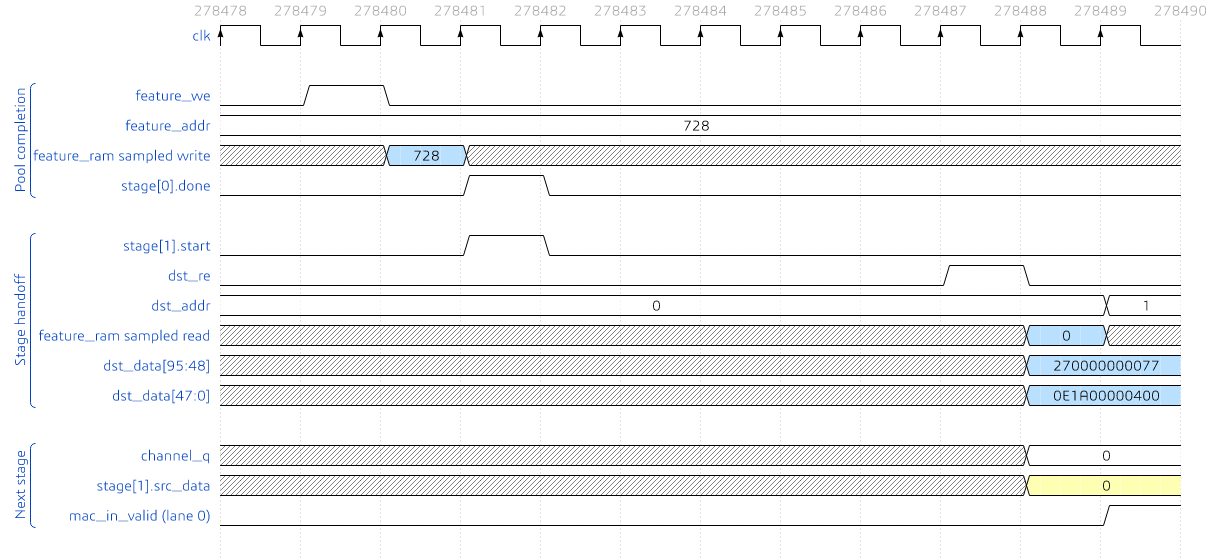 278478 278479 278480 278481 278482 278483 278484 278485 278486 278487 278488 278489 278490
clk
Pool completion
feature_we
feature_addr 728
feature_ram sampled write 728
stage[0].done
Stage handoff
stage[1].start
dst_re
dst_addr 0 1
feature_ram sampled read 0
dst_data[95:48] 270000000077
dst_data[47:0] 0E1A00000400
Next stage
channel_q 0
stage[1].src_data 0
mac_in_valid (lane 0)